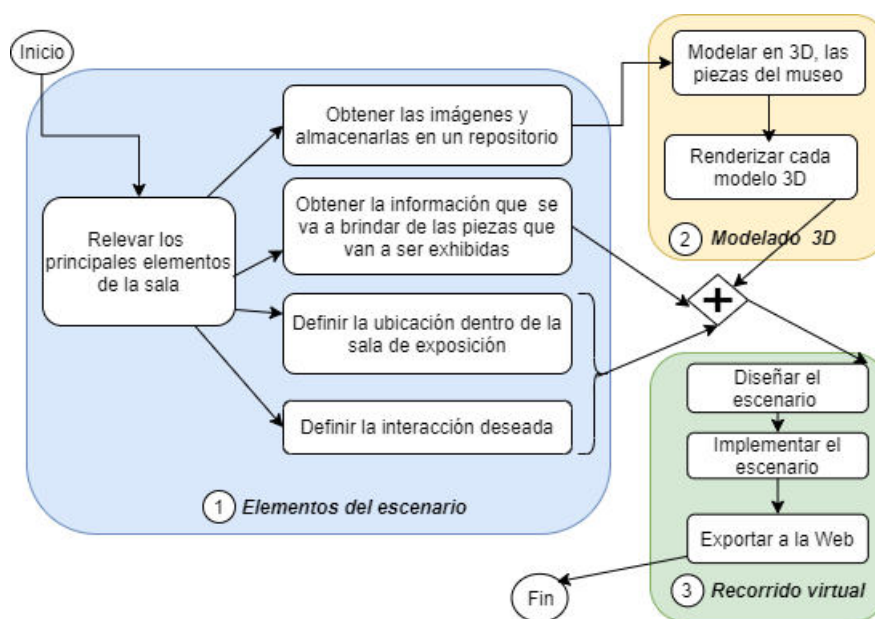 Inicio
Relevar los
principales elementos
de la sala
Obtener las imágenes y
almacenarlas en un repositorio
Obtener la información que se
va a brindar de las piezas que
van a ser exhibidas
Definir la ubicación dentro de la
sala de exposición
Definir la interacción deseada
1 Elementos del escenario
Modelar en 3D, las
piezas del museo
Renderizar cada
modelo 3D
2 Modelado 3D
+
Diseñar el
escenario
Implementar el
escenario
Exportar a la Web
3 Recorrido virtual
Fin